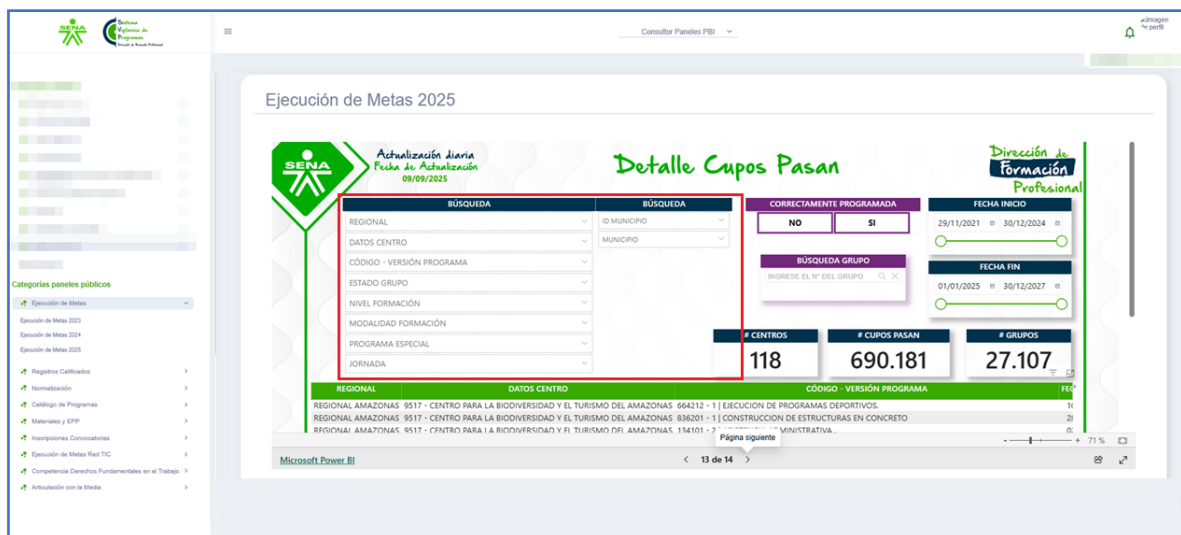 SENA
Sistema
Vigilancia de
Programas
Consultor Paneles PBI
Imagen
perfil
Ejecución de Metas 2025
Categorías paneles públicos
Ejecución de Metas
Ejecución de Metas 2023
Ejecución de Metas 2024
Ejecución de Metas 2025
Registros Calificados
Normalización
Catálogo de Programas
Materiales y EPP
Inscripciones Convocatorias
Ejecución de Metas Red TIC
Competencia Derechos Fundamentales en el Trabajo
Articulación con la Media
SENA
Actualización diaria
Fecha de Actualización
09/09/2025
Detalle Cupos Pasan
Dirección de
Formación
Profesional
BÚSQUEDA
REGIONAL
DATOS CENTRO
CÓDIGO - VERSIÓN PROGRAMA
ESTADO GRUPO
NIVEL FORMACIÓN
MODALIDAD FORMACIÓN
PROGRAMA ESPECIAL
JORNADA
BÚSQUEDA
ID MUNICIPIO
MUNICIPIO
CORRECTAMENTE PROGRAMADA
NO SI
BÚSQUEDA GRUPO
INGRESE EL N° DEL GRUPO
FECHA INICIO
29/11/2021 30/12/2024
FECHA FIN
01/01/2025 30/12/2027
# CENTROS
118
# CUPOS PASAN
690.181
# GRUPOS
27.107
REGIONAL DATOS CENTRO CÓDIGO - VERSIÓN PROGRAMA
REGIONAL AMAZONAS 9517 - CENTRO PARA LA BIODIVERSIDAD Y EL TURISMO DEL AMAZONAS 664212 - 1 | EJECUCION DE PROGRAMAS DEPORTIVOS.
REGIONAL AMAZONAS 9517 - CENTRO PARA LA BIODIVERSIDAD Y EL TURISMO DEL AMAZONAS 836201 - 1 | CONSTRUCCION DE ESTRUCTURAS EN CONCRETO
REGIONAL AMAZONAS 9517 - CENTRO PARA LA BIODIVERSIDAD Y EL TURISMO DEL AMAZONAS 134101 - 2
Página siguiente
71 %
Microsoft Power BI
13 de 14